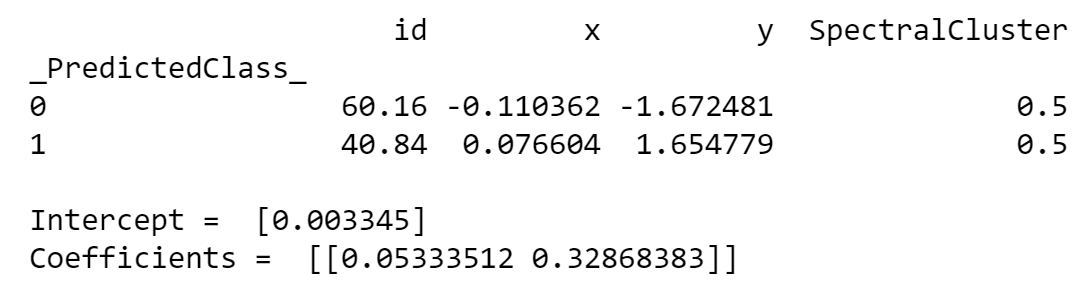 id x y SpectralCluster
_PredictedClass_
0 60.16 -0.110362 -1.672481 0.5
1 40.84 0.076604 1.654779 0.5
Intercept = [0.003345]
Coefficients = [[0.05333512 0.32868383]]